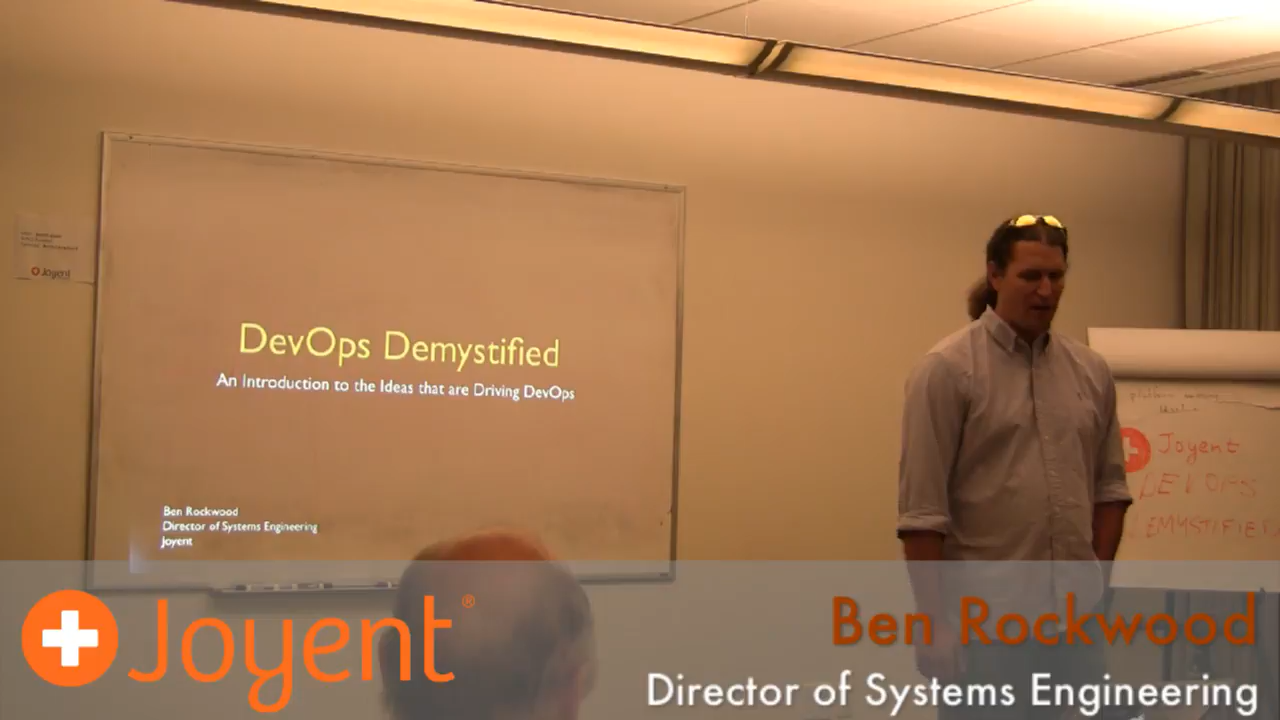 DevOps Demystified
An Introduction to the Ideas that are Driving DevOps
Ben Rockwood
Director of Systems Engineering
Joyent
Joyent
Joyent
DEVOPS
Joyent®
Ben Rockwood
Director of Systems Engineering